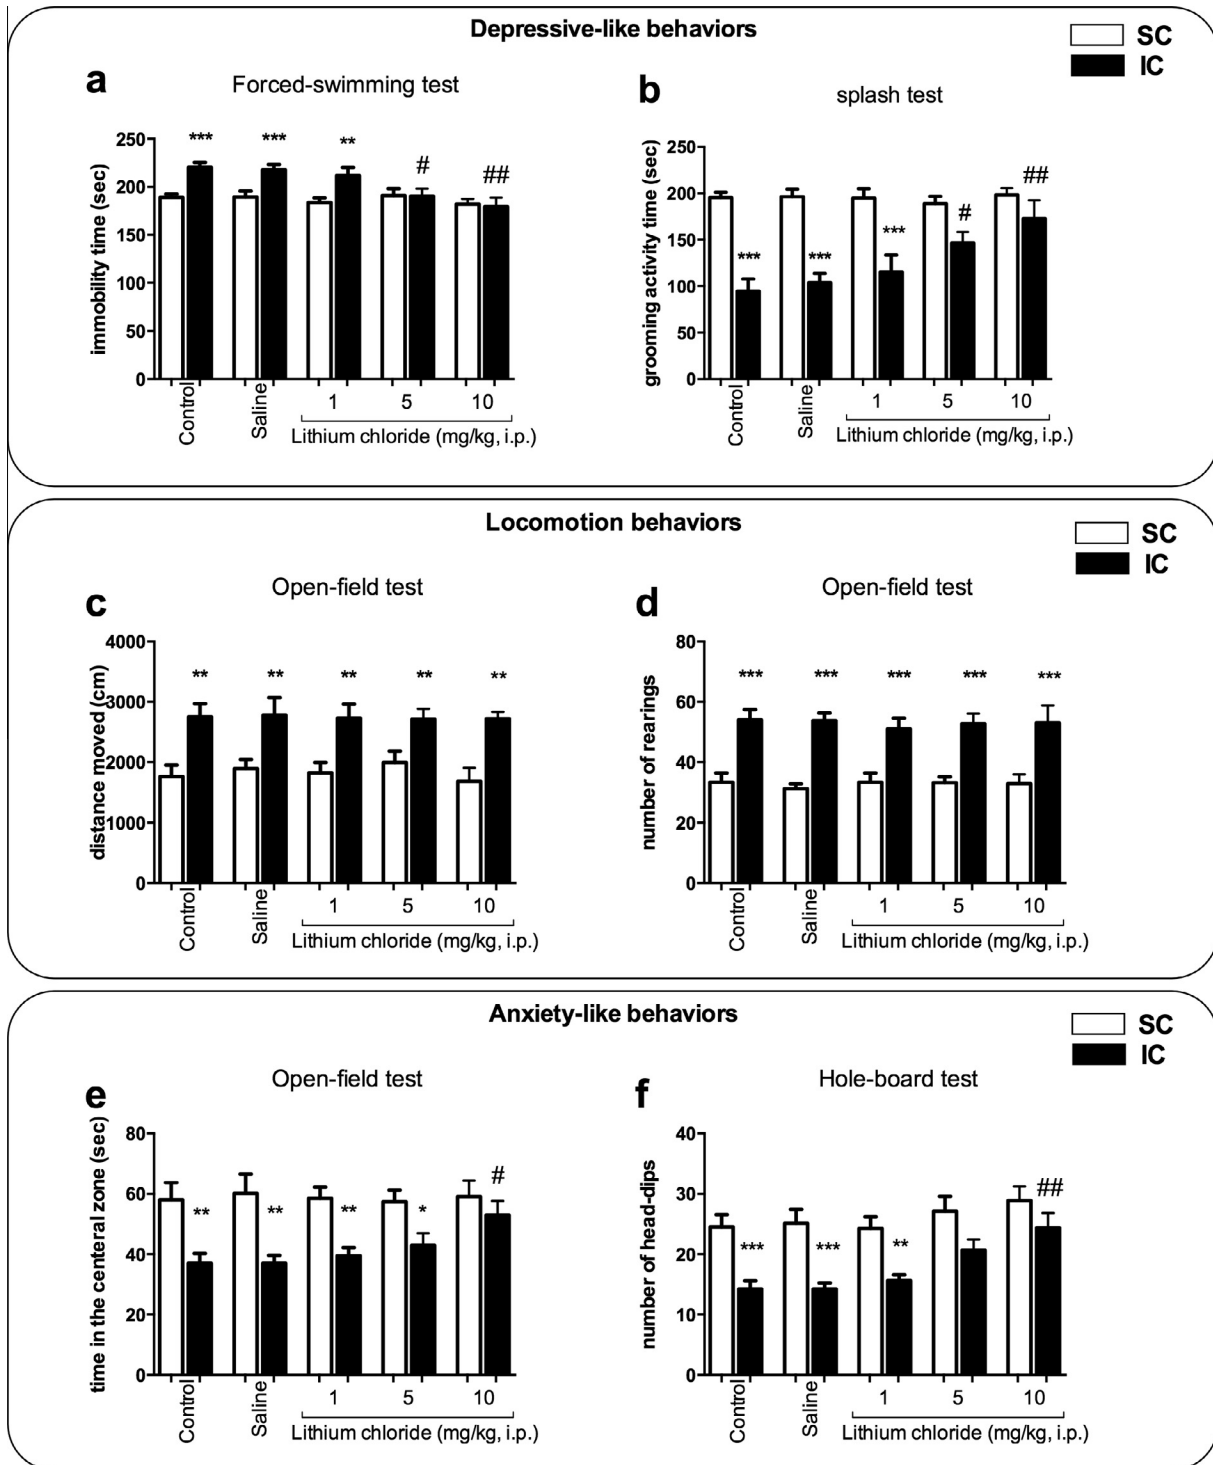 Depressive-like behaviors
SC
IC
a
Forced-swimming test
immobility time (sec)
250
200
150
100
50
0
*** *** ** # ##
Control Saline 1 5 10
Lithium chloride (mg/kg, i.p.)
b
splash test
grooming activity time (sec)
250
200
150
100
50
0
*** *** *** # ##
Control Saline 1 5 10
Lithium chloride (mg/kg, i.p.)
Locomotion behaviors
SC
IC
c
Open-field test
distance moved (cm)
4000
3000
2000
1000
0
** ** ** ** **
Control Saline 1 5 10
Lithium chloride (mg/kg, i.p.)
d
Open-field test
number of rearings
80
60
40
20
0
*** *** *** *** ***
Control Saline 1 5 10
Lithium chloride (mg/kg, i.p.)
Anxiety-like behaviors
SC
IC
e
Open-field test
time in the centeral zone (sec)
80
60
40
20
0
** ** ** * #
Control Saline 1 5 10
Lithium chloride (mg/kg, i.p.)
f
Hole-board test
number of head-dips
40
30
20
10
0
*** *** ** ##
Control Saline 1 5 10
Lithium chloride (mg/kg, i.p.)